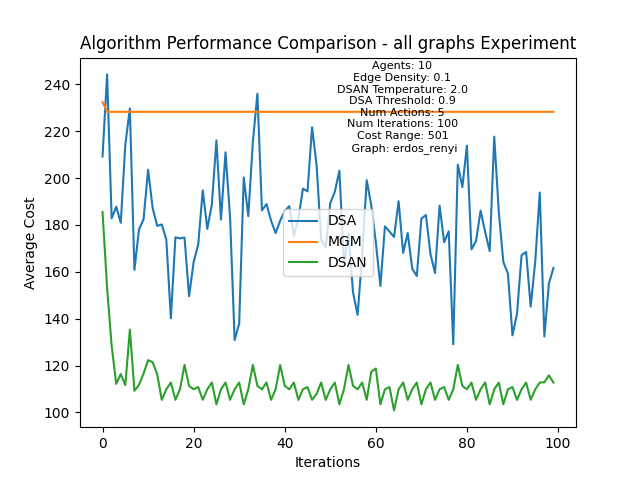 Algorithm Performance Comparison - all graphs Experiment
Agents: 10
Edge Density: 0.1
DSAN Temperature: 2.0
DSA Threshold: 0.9
Num Actions: 5
Num Iterations: 100
Cost Range: 501
Graph: erdos_renyi
240
220
200
180
160
140
120
100
Average Cost
DSA
MGM
DSAN
0
20
40
60
80
100
Iterations